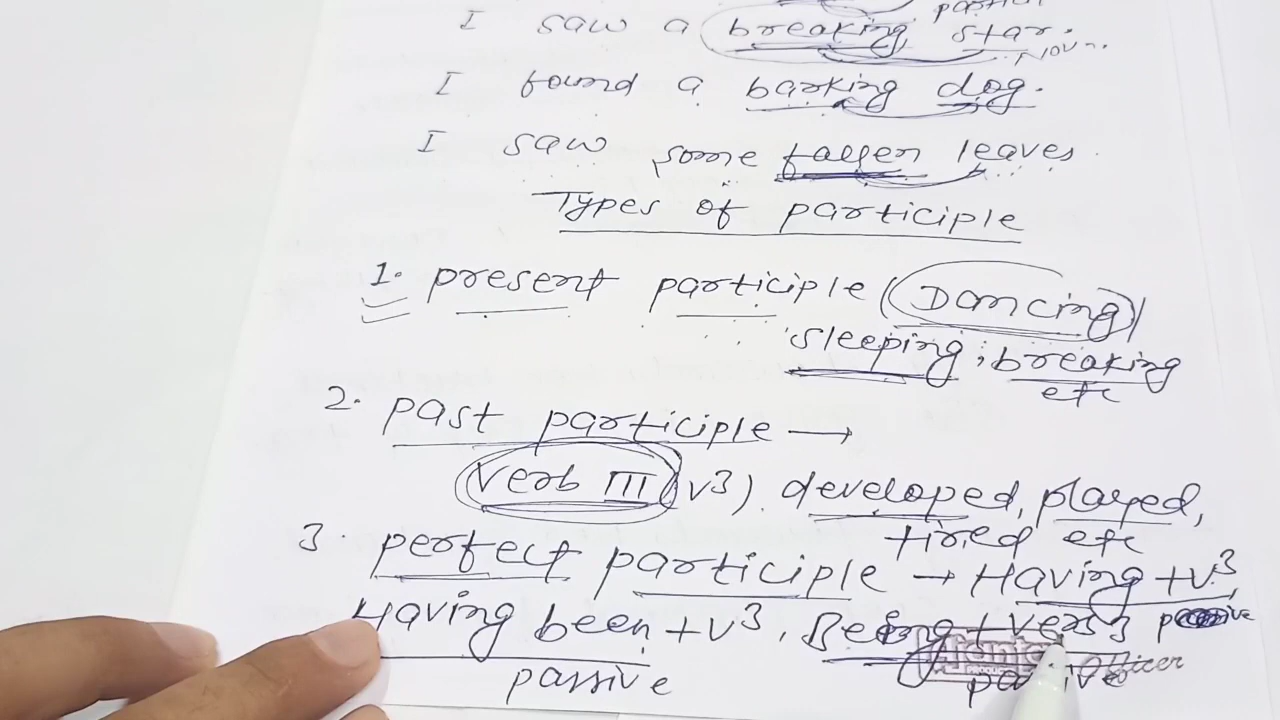 I saw a breaking star.
Noun.
I found a barking dog.
I saw some fallen leaves.
Types of participle
1. present participle (Dancing)
sleeping, breaking
etc
2. past participle →
Verb III (v3). developed, played,
tired etc
3. perfect participle → Having +v3,
Having been +v3, Being +verb 3
passive
passive